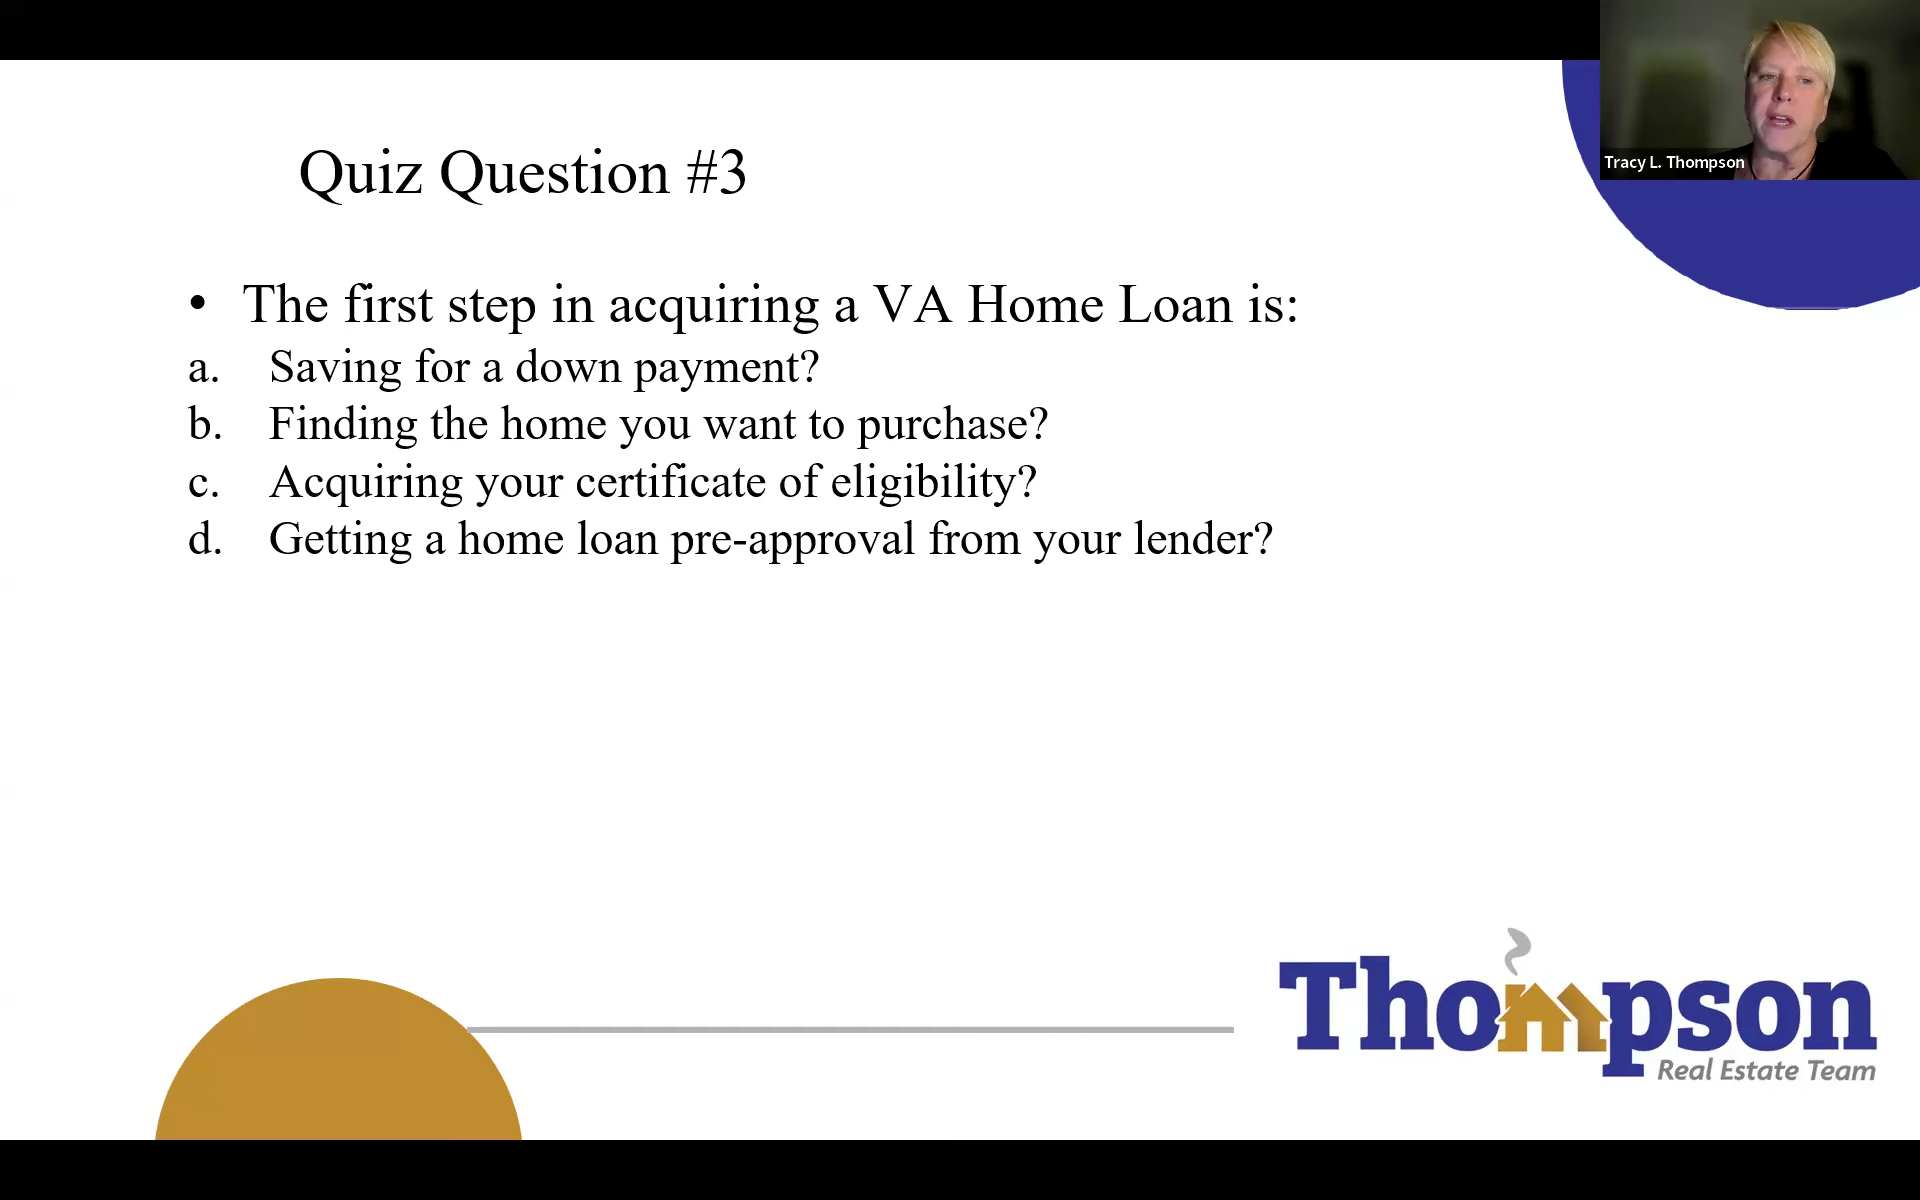 Quiz Question #3
Tracy L. Thompson
• The first step in acquiring a VA Home Loan is:
a. Saving for a down payment?
b. Finding the home you want to purchase?
c. Acquiring your certificate of eligibility?
d. Getting a home loan pre-approval from your lender?
Thompson
Real Estate Team